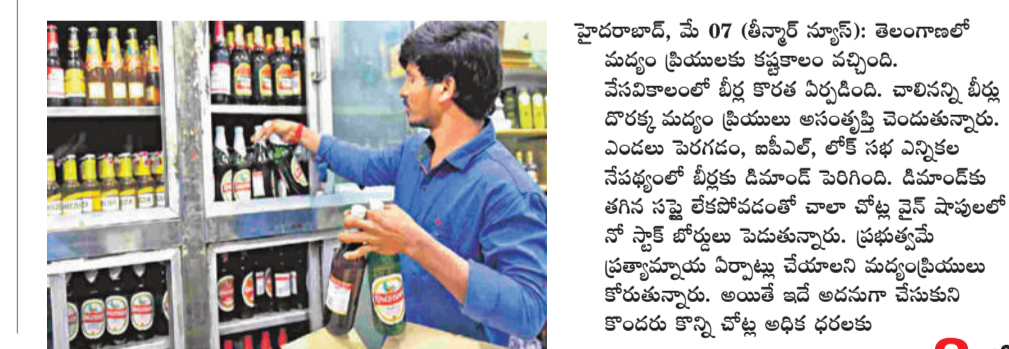 హైదరాబాద్, మే 07 (తీన్మార్ న్యూస్): తెలంగాణలో
మద్యం ప్రియులకు కష్టకాలం వచ్చింది.
వేసవికాలంలో బీర్ల కొరత ఏర్పడింది. చాలినన్ని బీర్లు
దొరక్క మద్యం ప్రియులు అసంతృప్తి చెందుతున్నారు.
ఎండలు పెరగడం, ఐపీఎల్, లోక్ సభ ఎన్నికల
నేపథ్యంలో బీర్లకు డిమాండ్ పెరిగింది. డిమాండ్‌కు
తగిన సప్లై లేకపోవడంతో చాలా చోట్ల వైన్ షాపులలో
నో స్టాక్ బోర్డులు పెడుతున్నారు. ప్రభుత్వమే
ప్రత్యామ్నాయ ఏర్పాట్లు చేయాలని మద్యంప్రియులు
కోరుతున్నారు. అయితే ఇదే అదనుగా చేసుకుని
కొందరు కొన్ని చోట్ల అధిక ధరలకు